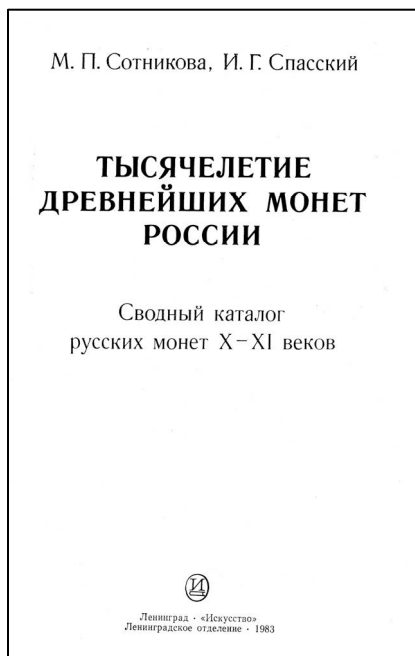 М. П. Сотникова, И. Г. Спасский
ТЫСЯЧЕЛЕТИЕ
ДРЕВНЕЙШИХ МОНЕТ
РОССИИ
Сводный каталог
русских монет X–XI веков
И
Ленинград · «Искусство»
Ленинградское отделение · 1983